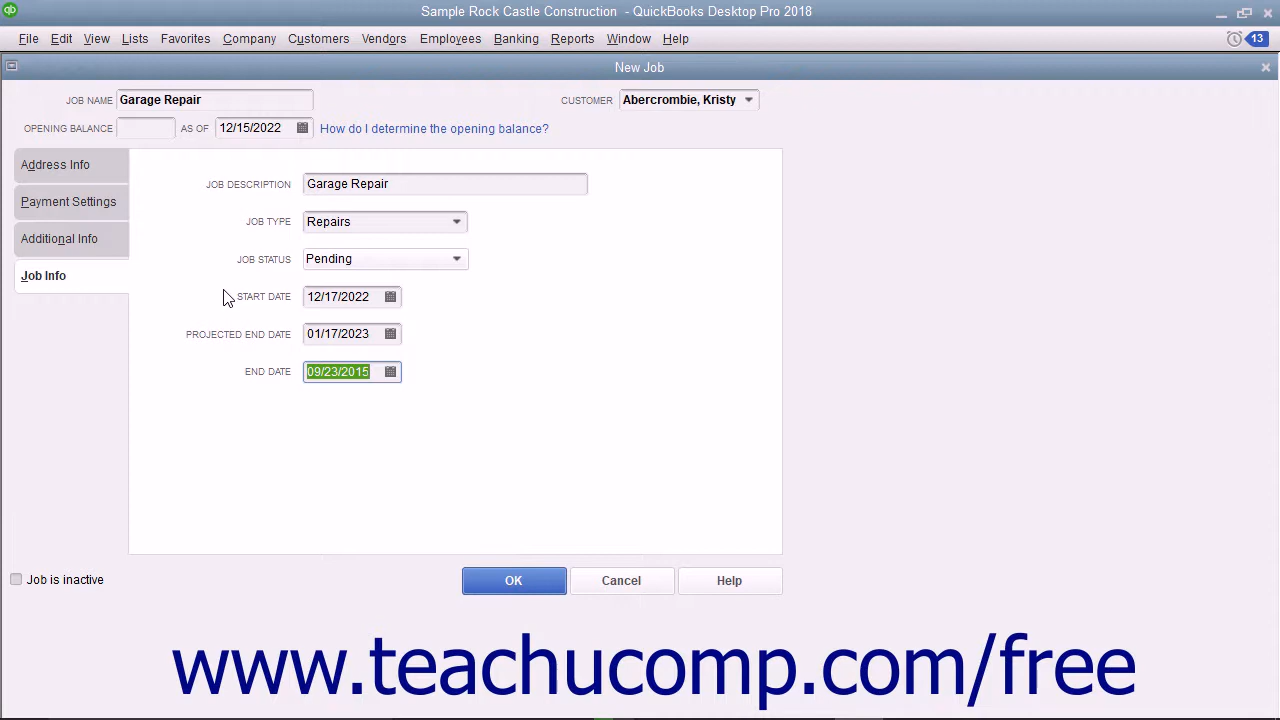 Sample Rock Castle Construction - QuickBooks Desktop Pro 2018
File Edit View Lists Favorites Company Customers Vendors Employees Banking Reports Window Help 13
New Job
JOB NAME Garage Repair CUSTOMER Abercrombie, Kristy
OPENING BALANCE AS OF 12/15/2022 How do I determine the opening balance?
Address Info
JOB DESCRIPTION Garage Repair
Payment Settings
JOB TYPE Repairs
Additional Info
JOB STATUS Pending
Job Info
START DATE 12/17/2022
PROJECTED END DATE 01/17/2023
END DATE 09/23/2015
Job is inactive OK Cancel Help
www.teachucomp.com/free